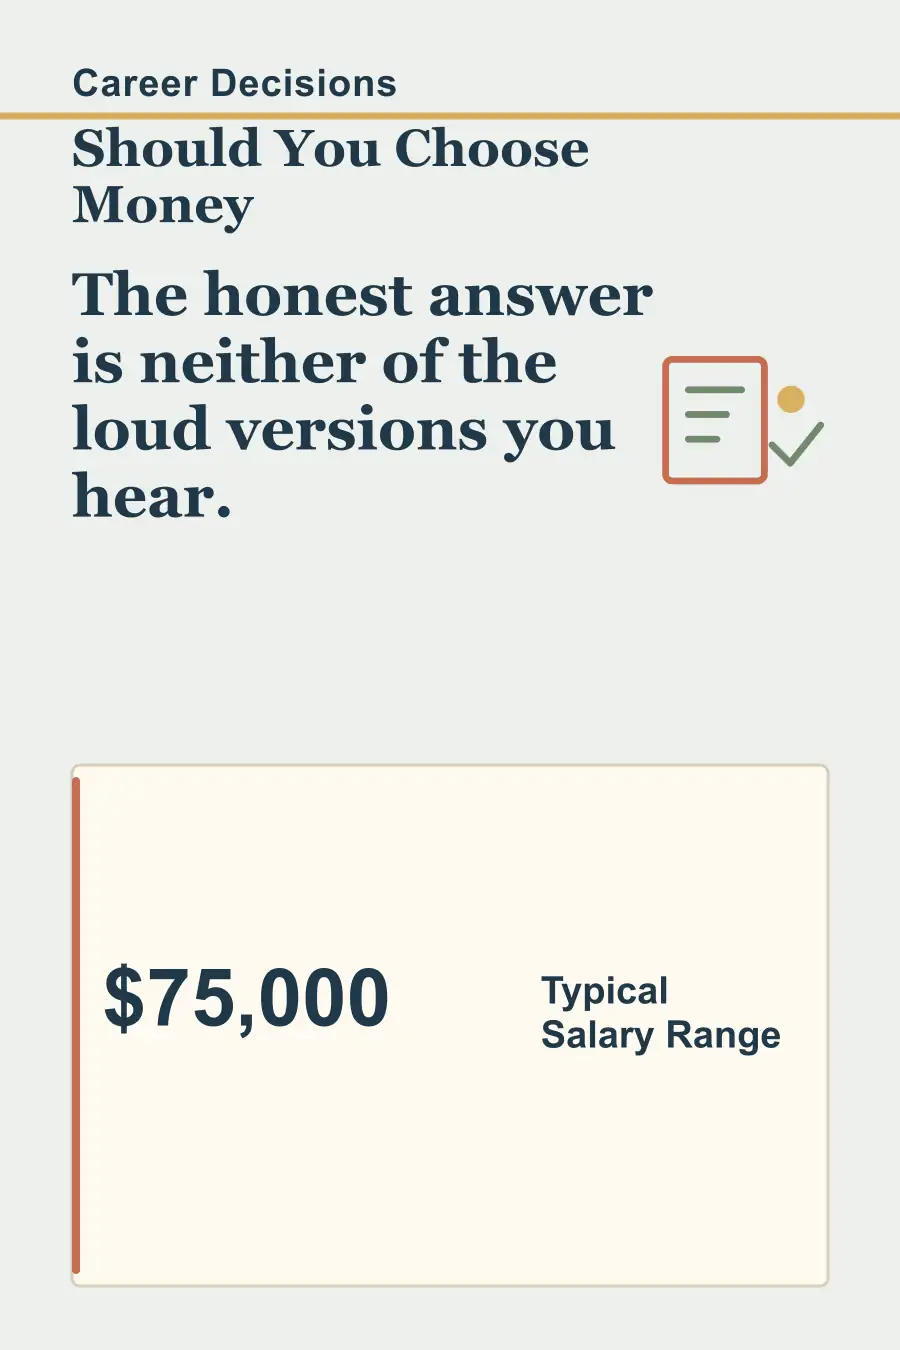 Career Decisions
Should You Choose
Money
The honest answer
is neither of the
loud versions you
hear.
$75,000
Typical
Salary Range